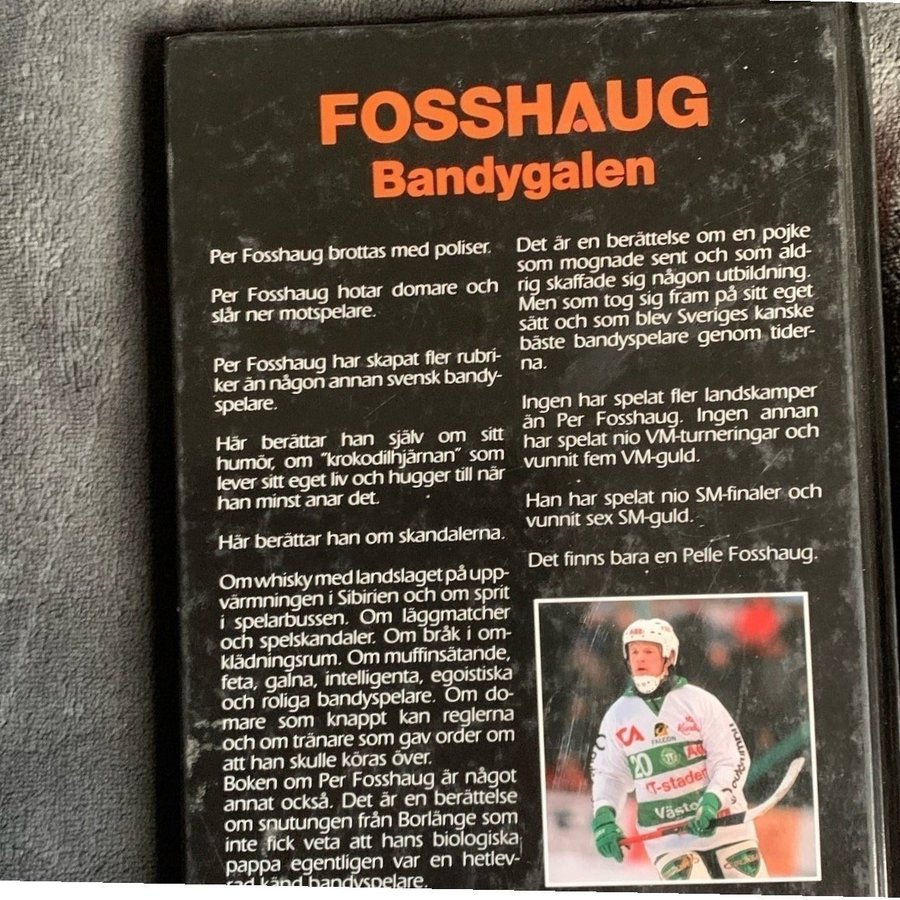 FOSSHAUG
Bandygalen
Per Fosshaug brottas med poliser.
Per Fosshaug hotar domare och
slår ner motspelare.
Per Fosshaug har skapat fler rubri-
ker än någon annan svensk bandy-
spelare.
Här berättar han själv om sitt
humör, om "krokodilhjärnan" som
lever sitt eget liv och hugger till när
han minst anar det.
Här berättar han om skandalerna.
Om whisky med landslaget på upp-
värmningen i Sibirien och om sprit
i spelarbussen. Om läggmatcher
och spelskandaler. Om bråk i om-
klädningsrum. Om muffinsätande,
feta, galna, intelligenta, egoistiska
och roliga bandyspelare. Om do-
mare som knappt kan reglerna
och om tränare som gav order om
att han skulle köras över.
Boken om Per Fosshaug är något
annat också. Det är en berättelse
om snutungen från Borlänge som
inte fick veta att hans biologiska
pappa egentligen var en hetlev-
rad känd bandyspelare.
Det är en berättelse om en pojke
som mognade sent och som ald-
rig skaffade sig någon utbildning.
Men som tog sig fram på sitt eget
sätt och som blev Sveriges kanske
bäste bandyspelare genom tider-
na.
Ingen har spelat fler landskamper
än Per Fosshaug. Ingen annan
har spelat nio VM-turneringar och
vunnit fem VM-guld.
Han har spelat nio SM-finaler och
vunnit sex SM-guld.
Det finns bara en Pelle Fosshaug.
ABB
TCA
FALCON
20
IT-staden
Väste